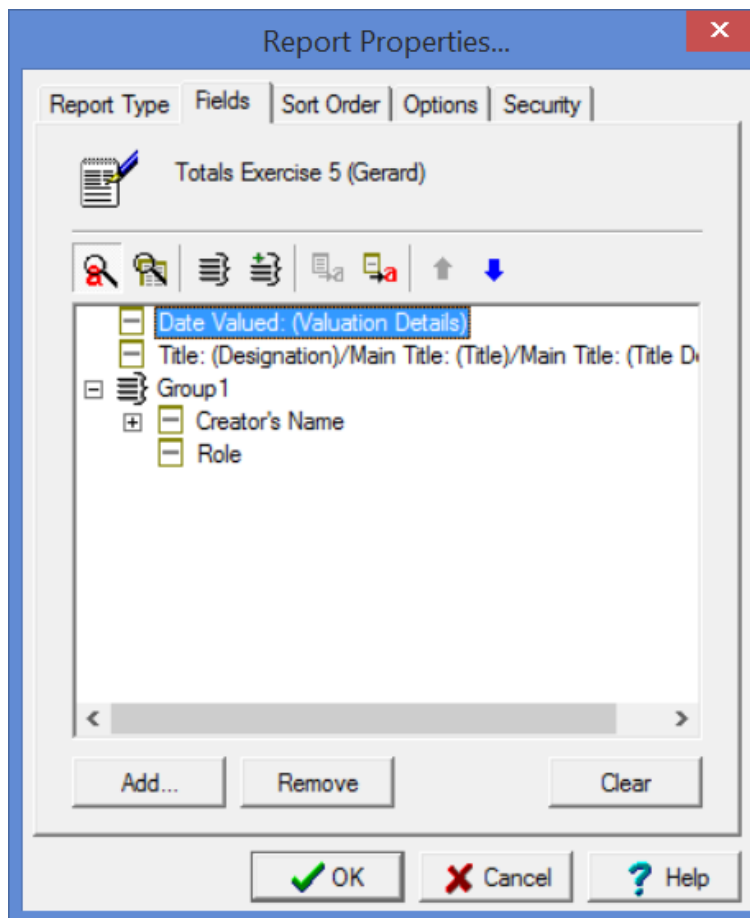 Report Properties...
Report Type Fields Sort Order Options Security
Totals Exercise 5 (Gerard)
Date Valued: (Valuation Details)
Title: (Designation)/Main Title: (Title)/Main Title: (Title D
Group1
Creator's Name
Role
Add... Remove Clear
OK Cancel Help